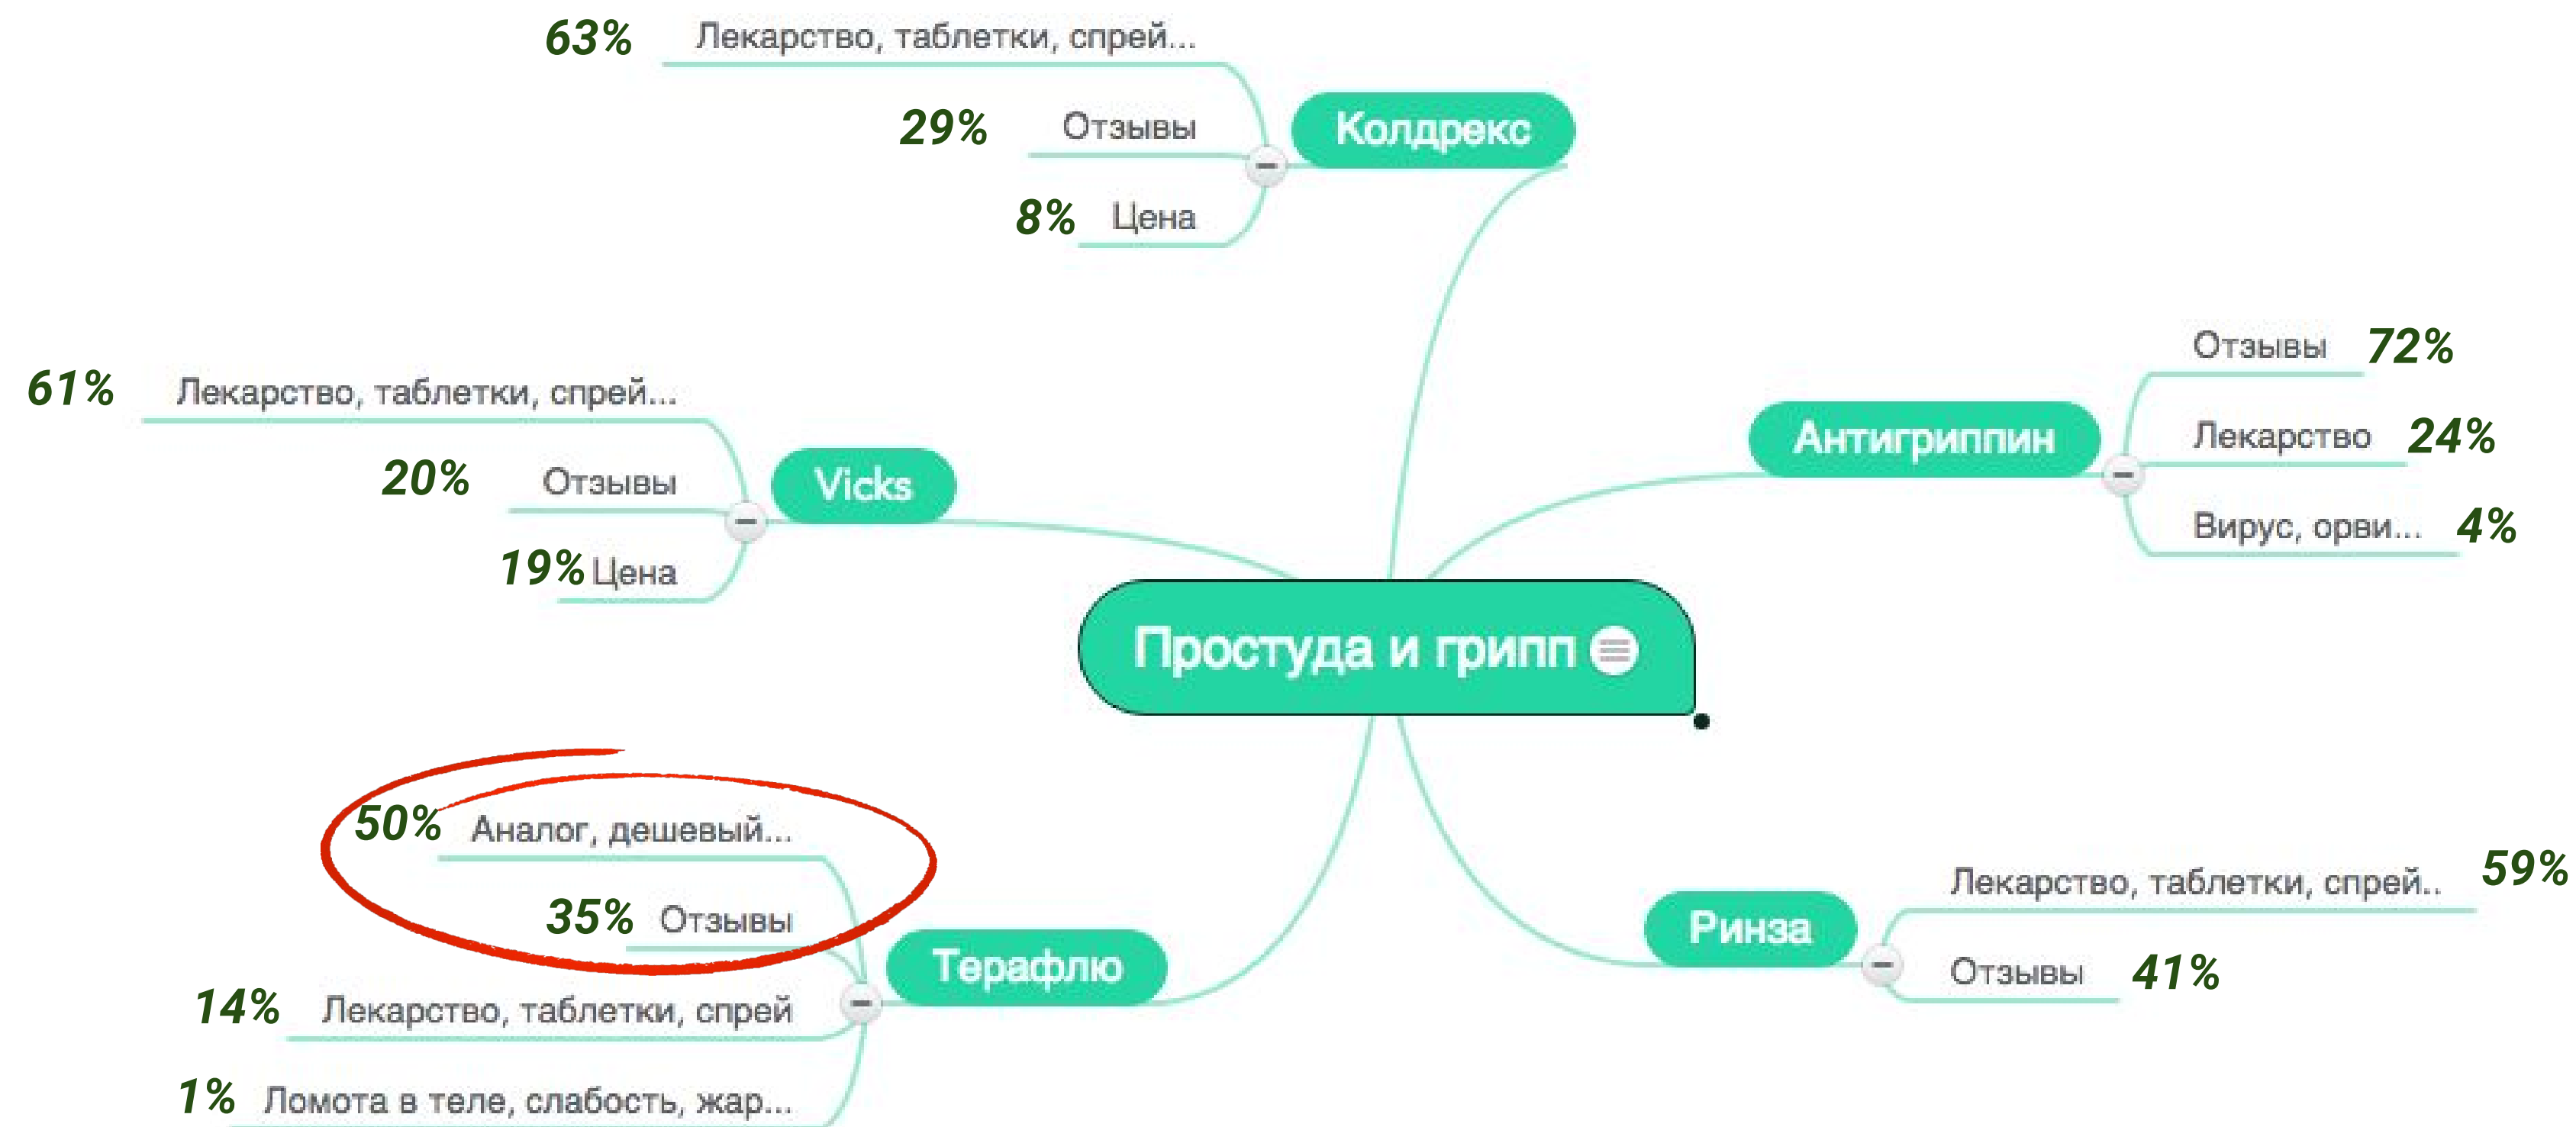 63% Лекарство, таблетки, спрей...
29% Отзывы
8% Цена
Колдрекс
61% Лекарство, таблетки, спрей...
20% Отзывы
19% Цена
Vicks
Антигриппин
Отзывы 72%
Лекарство 24%
Вирус, орви... 4%
Простуда и грипп
50% Аналог, дешевый...
35% Отзывы
14% Лекарство, таблетки, спрей
1% Ломота в теле, слабость, жар...
Терафлю
Ринза
Лекарство, таблетки, спрей.. 59%
Отзывы 41%